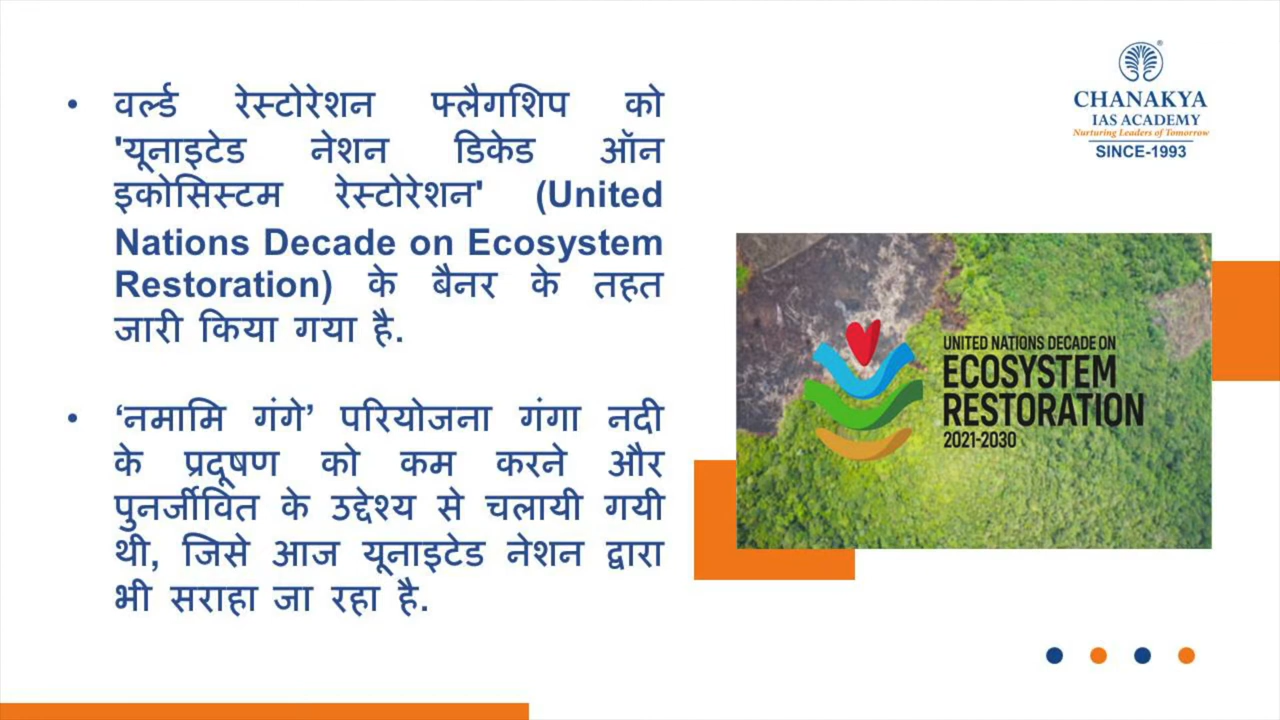 • वर्ल्ड रेस्टोरेशन फ्लैगशिप को
'यूनाइटेड नेशन डिकेड ऑन
इकोसिस्टम रेस्टोरेशन' (United
Nations Decade on Ecosystem
Restoration) के बैनर के तहत
जारी किया गया है.
• ‘नमामि गंगे’ परियोजना गंगा नदी
के प्रदूषण को कम करने और
पुनर्जीवित के उद्देश्य से चलायी गयी
थी, जिसे आज यूनाइटेड नेशन द्वारा
भी सराहा जा रहा है.
CHANAKYA
IAS ACADEMY
Nurturing Leaders of Tomorrow
SINCE-1993
UNITED NATIONS DECADE ON
ECOSYSTEM
RESTORATION
2021-2030